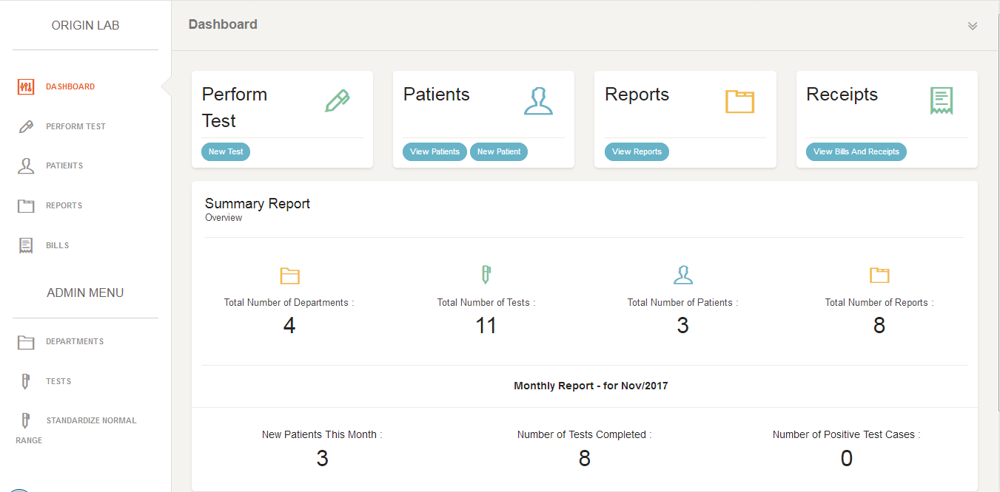 ORIGIN LAB
DASHBOARD
PERFORM TEST
PATIENTS
REPORTS
BILLS
ADMIN MENU
DEPARTMENTS
TESTS
STANDARDIZE NORMAL
RANGE
Dashboard
Perform
Test
New Test
Patients
View Patients New Patient
Reports
View Reports
Receipts
View Bills And Receipts
Summary Report
Overview
Total Number of Departments :
4
Total Number of Tests :
11
Total Number of Patients :
3
Total Number of Reports :
8
Monthly Report - for Nov/2017
New Patients This Month :
3
Number of Tests Completed :
8
Number of Positive Test Cases :
0